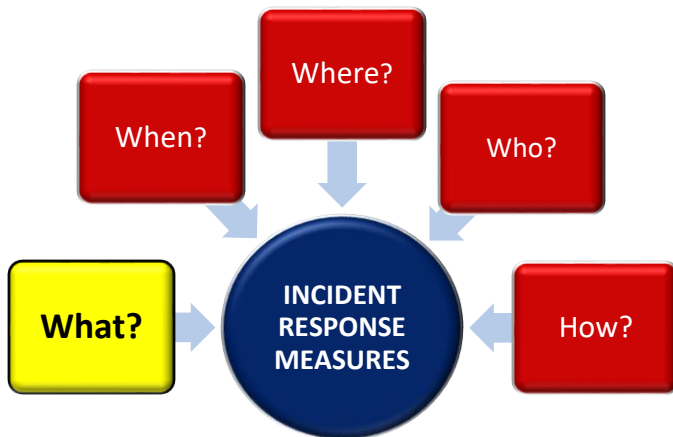 Where?
When?
Who?
What?
INCIDENT
RESPONSE
MEASURES
How?